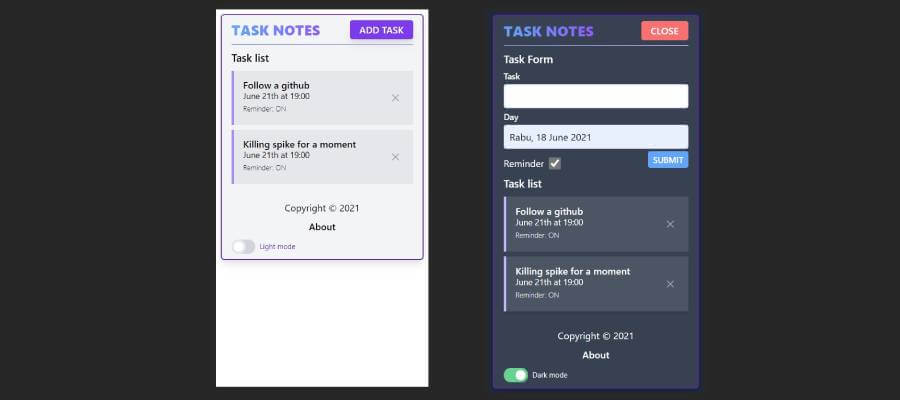 TASK NOTES
ADD TASK
Task list
Follow a github
June 21th at 19:00
Reminder: ON
Killing spike for a moment
June 21th at 19:00
Reminder: ON
Copyright © 2021
About
Light mode
TASK NOTES
CLOSE
Task Form
Task
Day
Rabu, 18 June 2021
Reminder
SUBMIT
Task list
Follow a github
June 21th at 19:00
Reminder: ON
Killing spike for a moment
June 21th at 19:00
Reminder: ON
Copyright © 2021
About
Dark mode